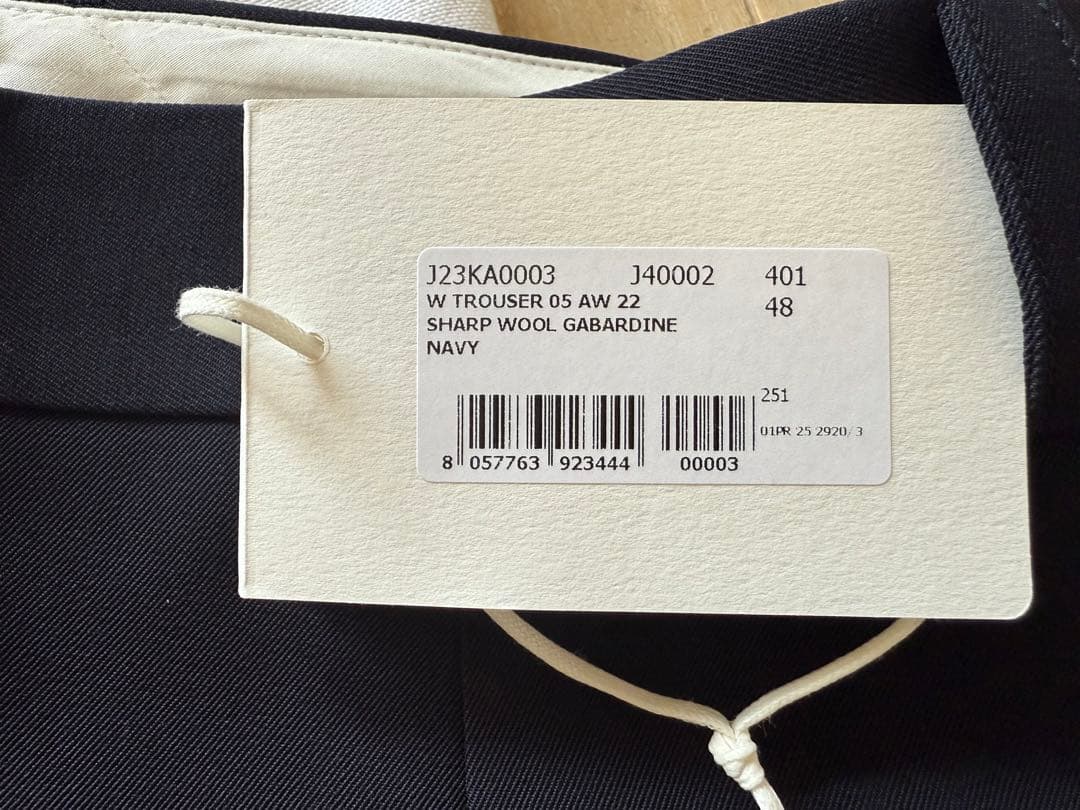 J23KA0003 J40002 401
W TROUSER 05 AW 22 48
SHARP WOOL GABARDINE
NAVY
251
01PR 25 2920/3
8 057763 923444 00003